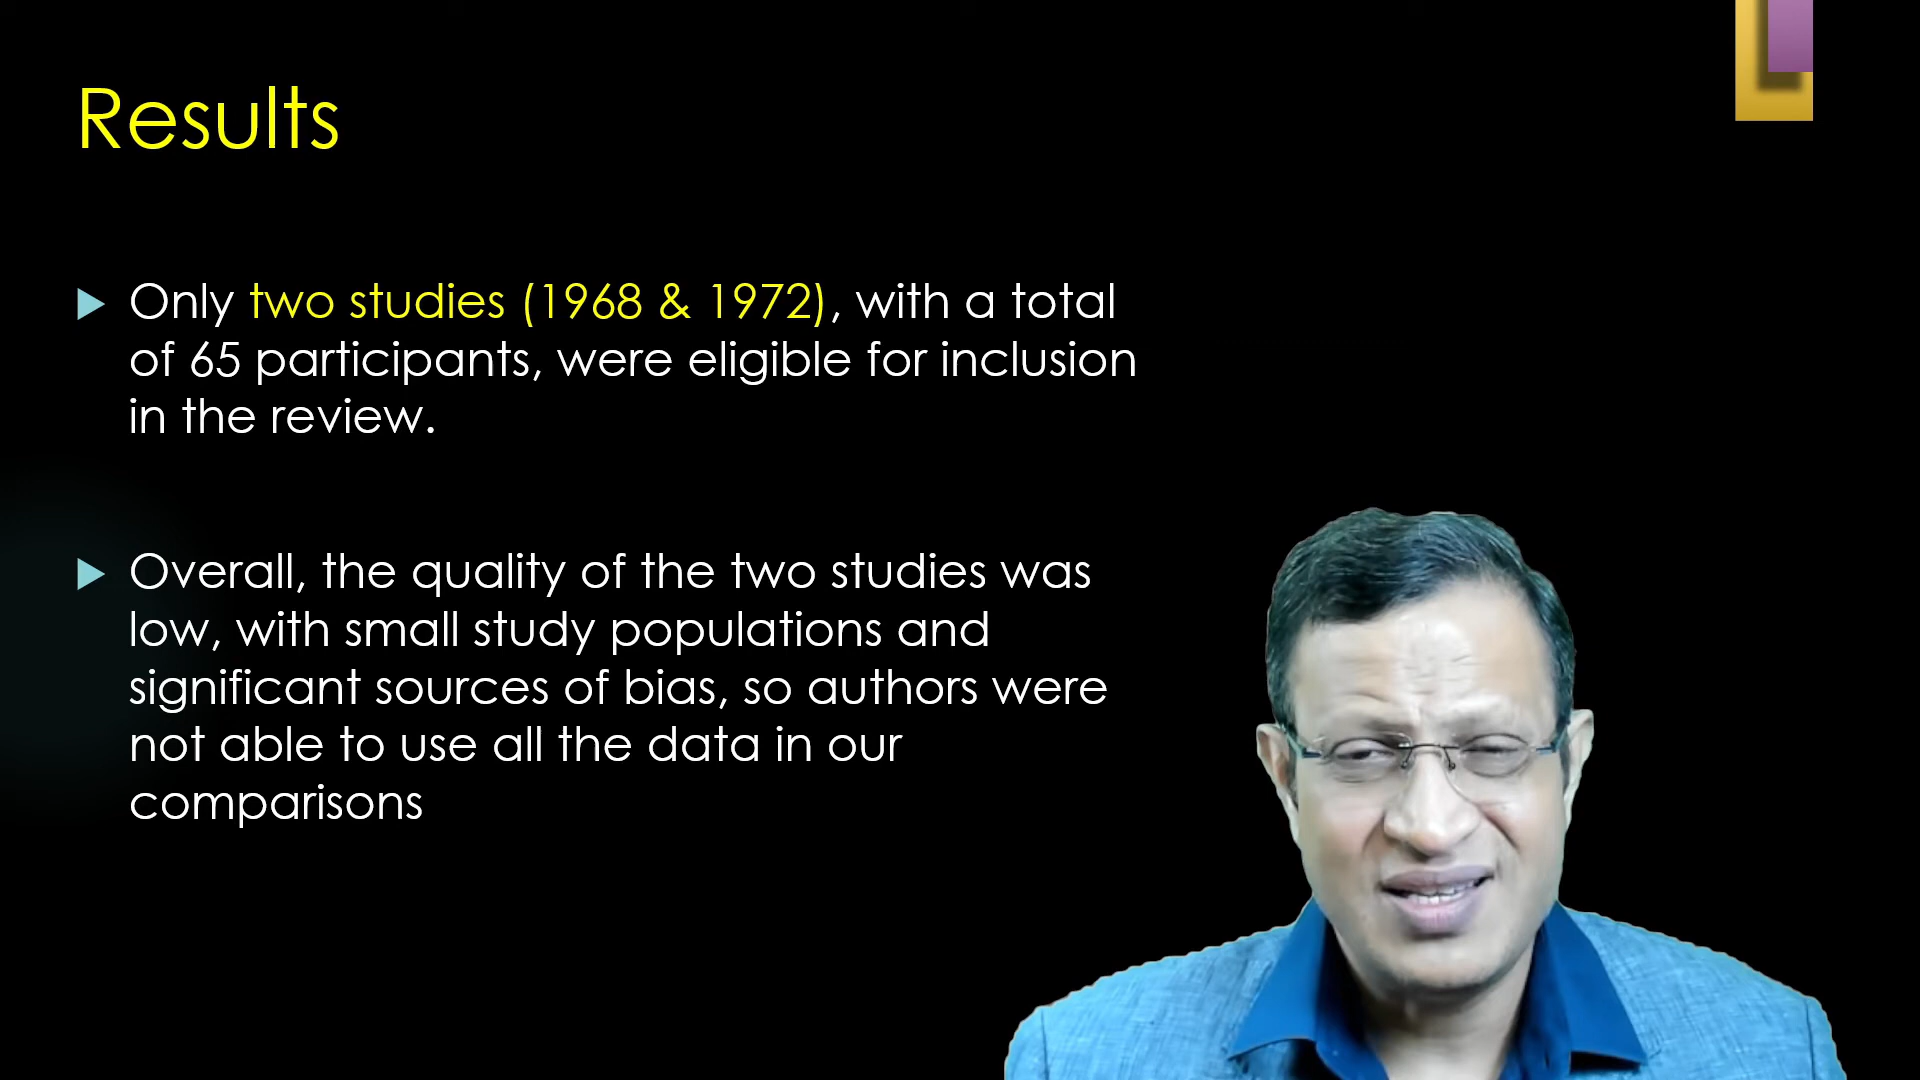 Results
Only two studies (1968 & 1972), with a total
of 65 participants, were eligible for inclusion
in the review.
Overall, the quality of the two studies was
low, with small study populations and
significant sources of bias, so authors were
not able to use all the data in our
comparisons